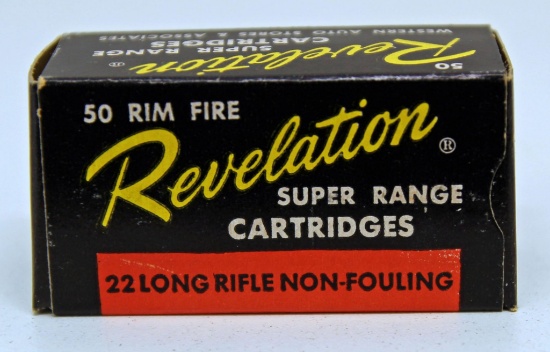 WESTERN AUTO STORES & ASSOCIATES
50
Revelation ®
SUPER RANGE
CARTRIDGES
50 RIM FIRE
Revelation ®
SUPER RANGE
CARTRIDGES
22 LONG RIFLE NON-FOULING